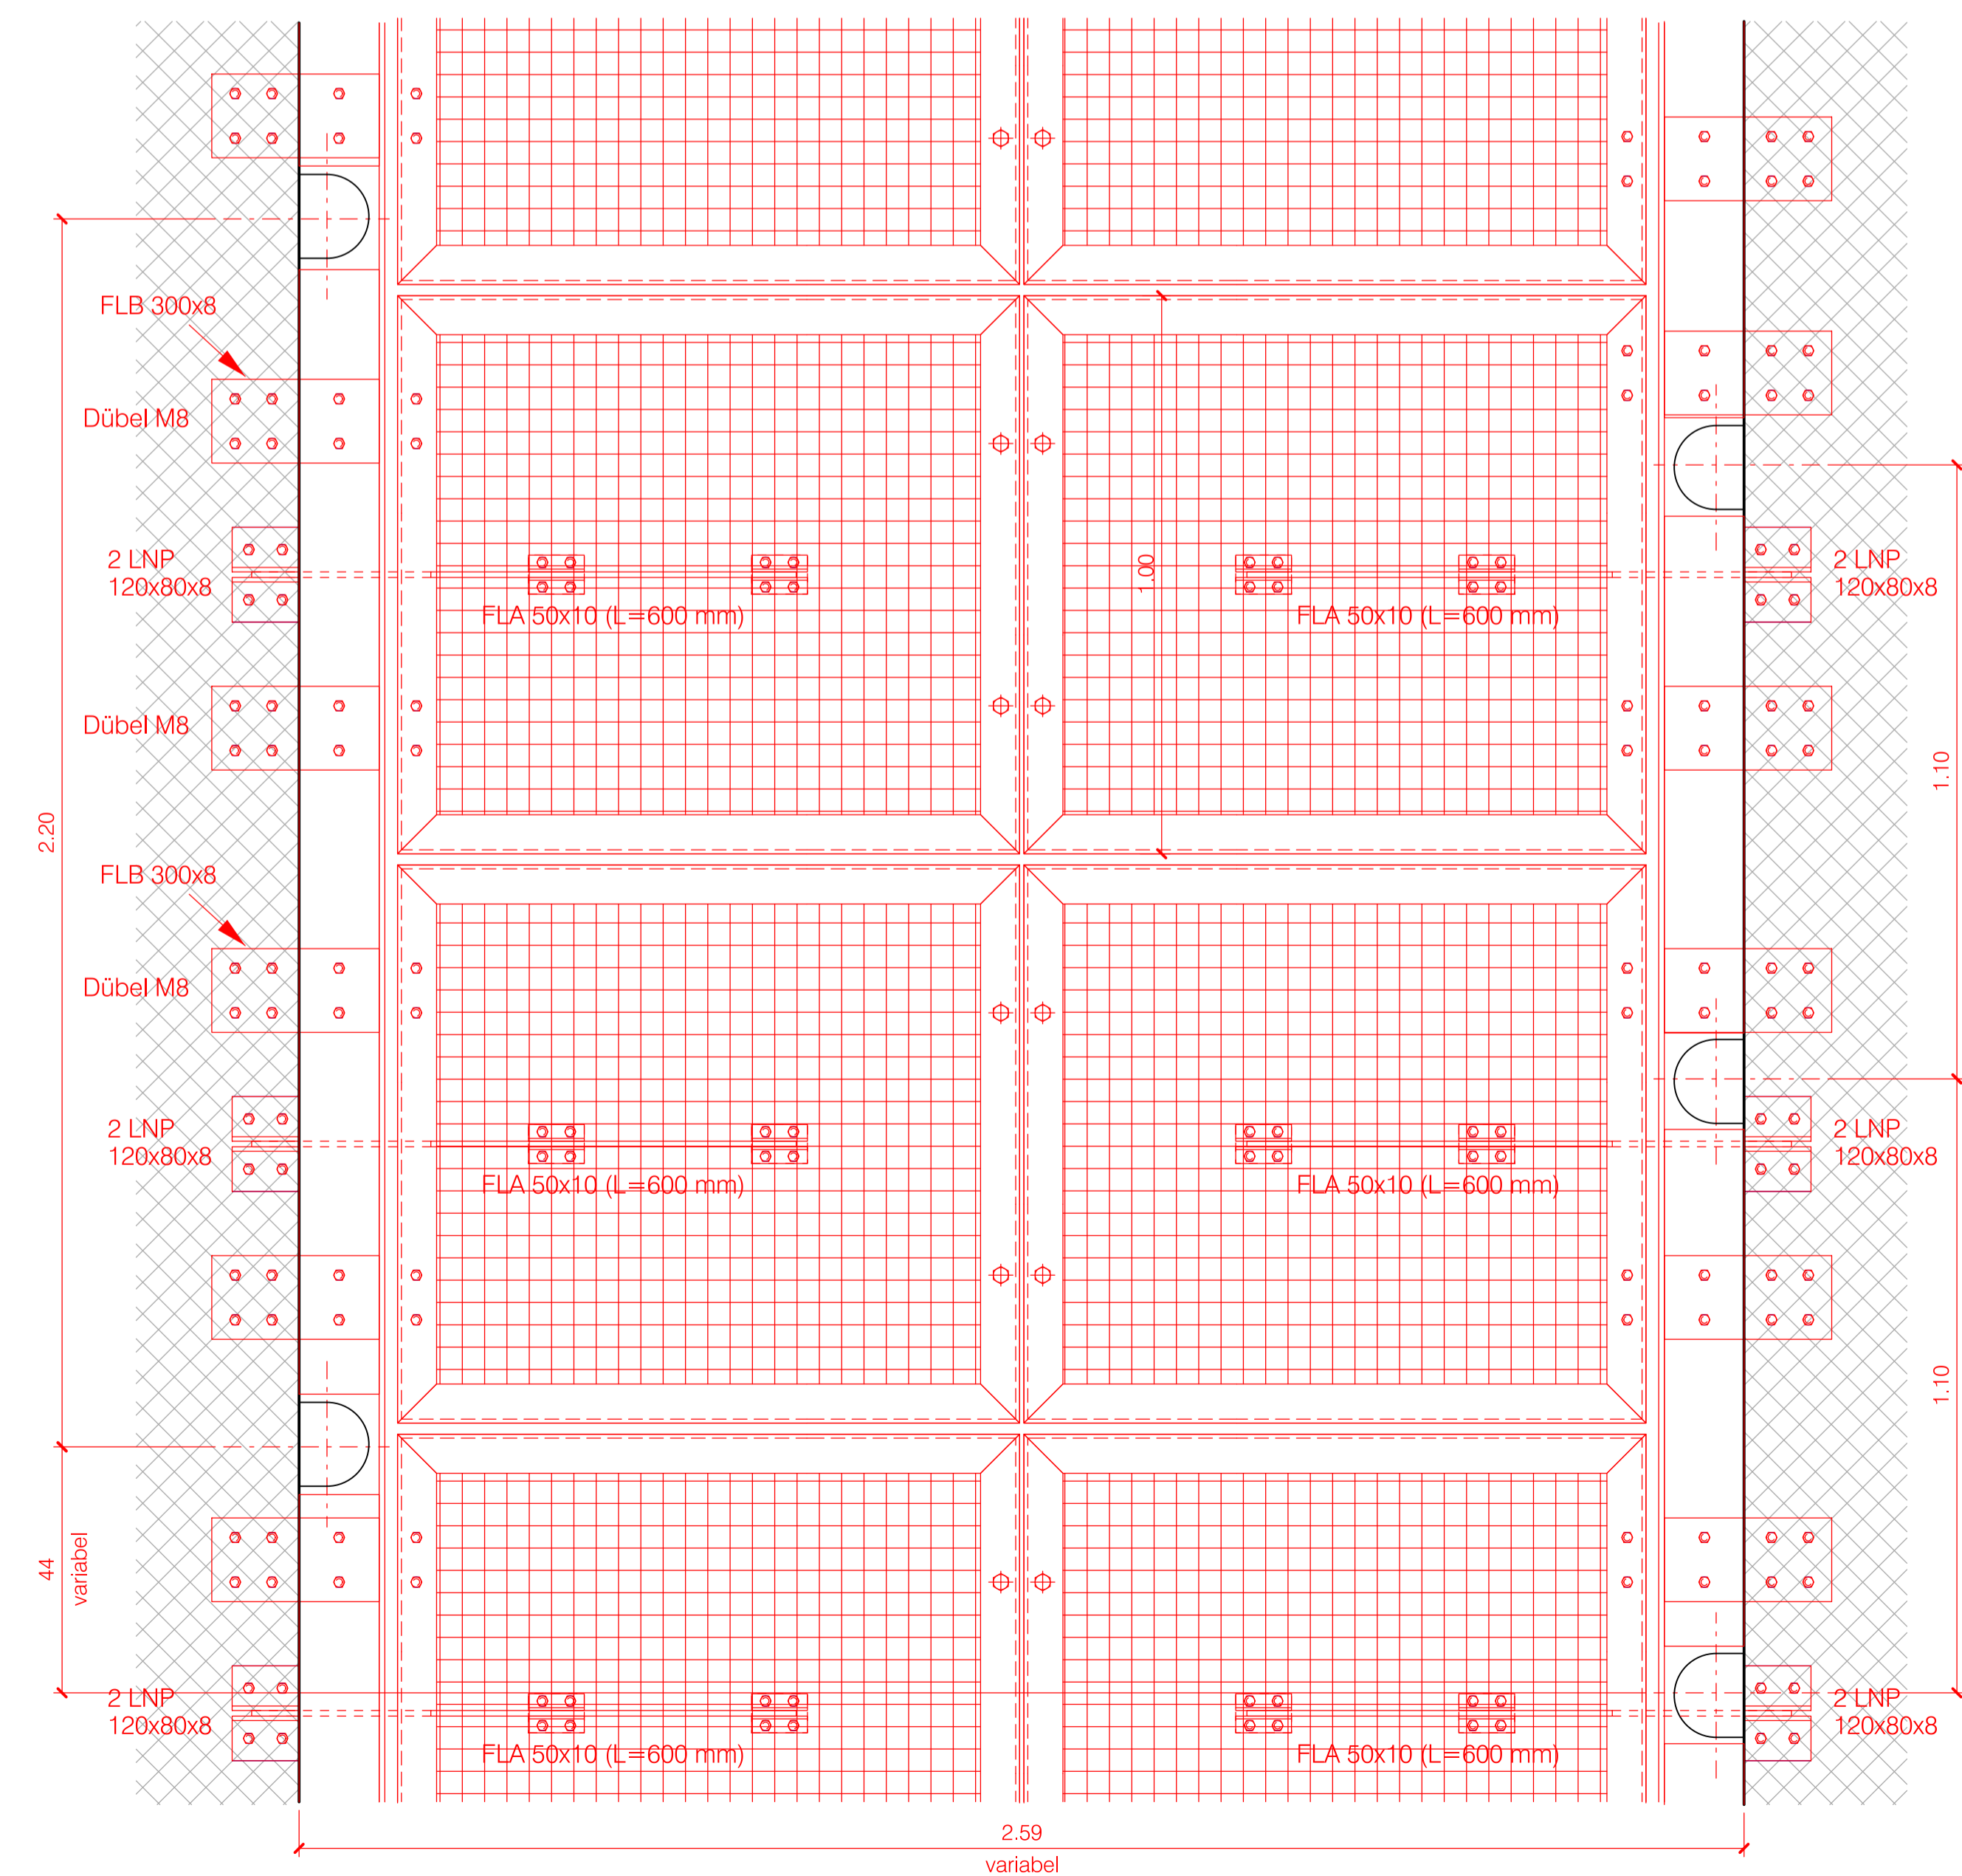 FLB 300x8
Dübel M8
2 LNP
120x80x8
FLA 50x10 (L=600 mm)
1.00
FLA 50x10 (L=600 mm)
2 LNP
120x80x8
Dübel M8
1.10
2.20
FLB 300x8
Dübel M8
2 LNP
120x80x8
FLA 50x10 (L=600 mm)
FLA 50x10 (L=600 mm)
2 LNP
120x80x8
1.10
44
variabel
2 LNP
120x80x8
FLA 50x10 (L=600 mm)
FLA 50x10 (L=600 mm)
2 LNP
120x80x8
2.59
variabel